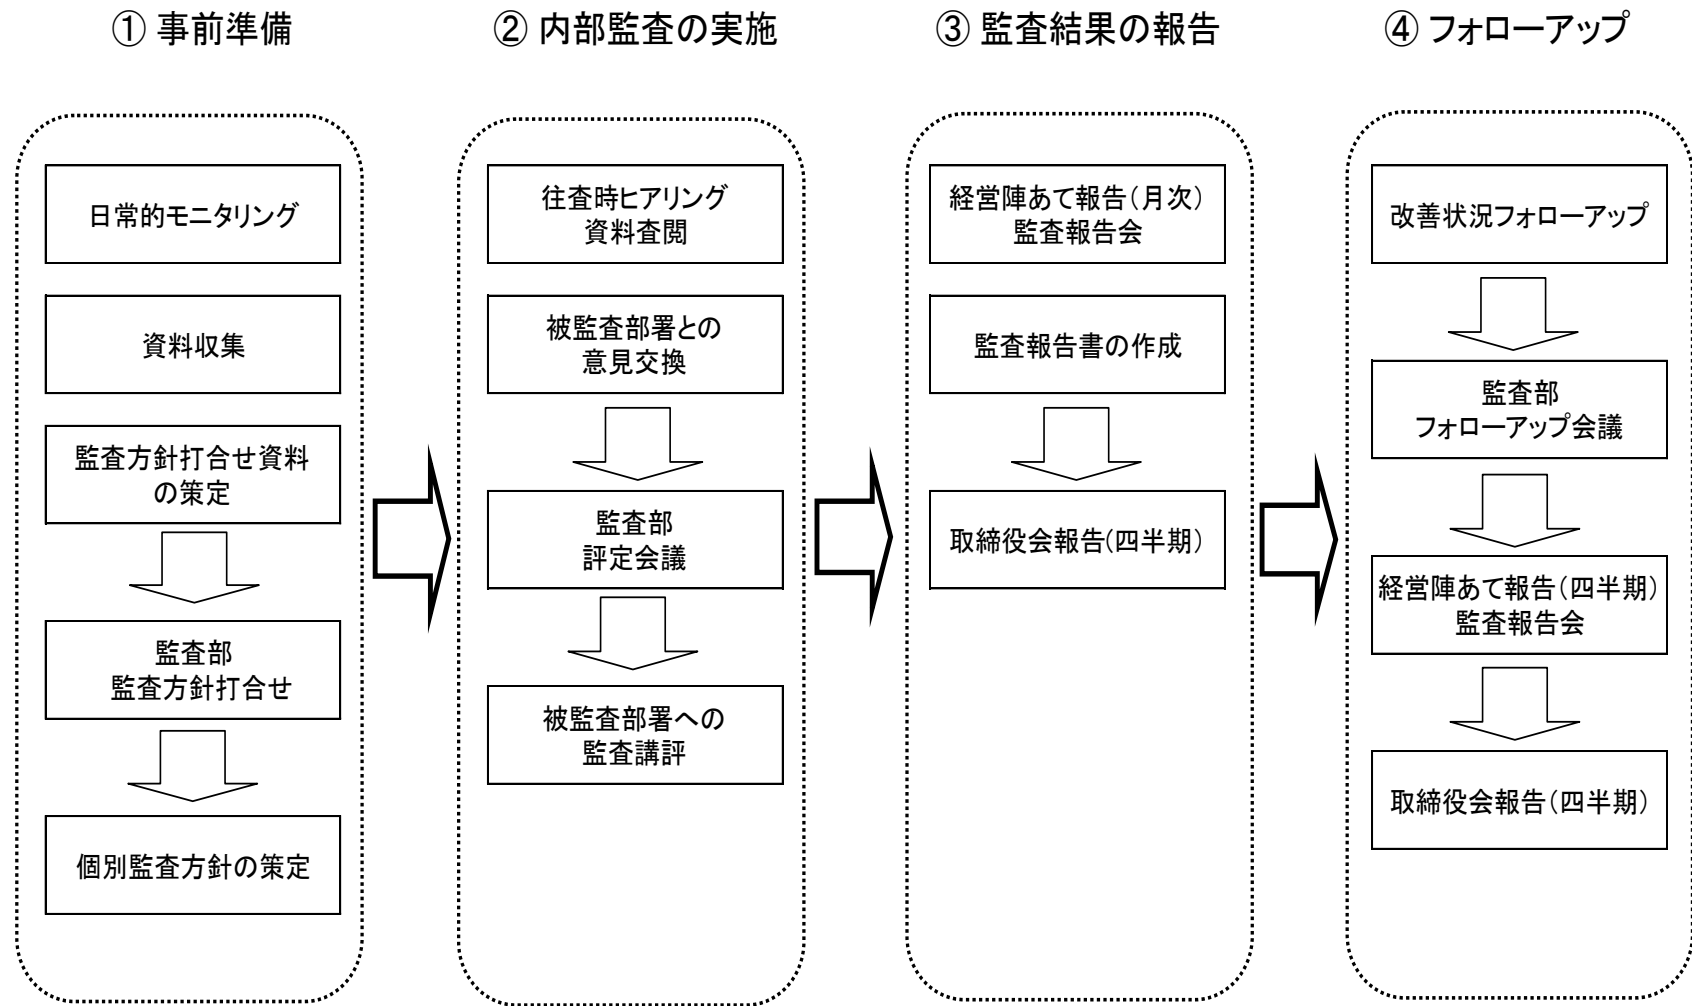 ① 事前準備
日常的モニタリング
資料収集
監査方針打合せ資料
の策定
監査部
監査方針打合せ
個別監査方針の策定
② 内部監査の実施
往査時ヒアリング
資料査閲
被監査部署との
意見交換
監査部
評定会議
被監査部署への
監査講評
③ 監査結果の報告
経営陣あて報告(月次)
監査報告会
監査報告書の作成
取締役会報告(四半期)
④ フォローアップ
改善状況フォローアップ
監査部
フォローアップ会議
経営陣あて報告(四半期)
監査報告会
取締役会報告(四半期)